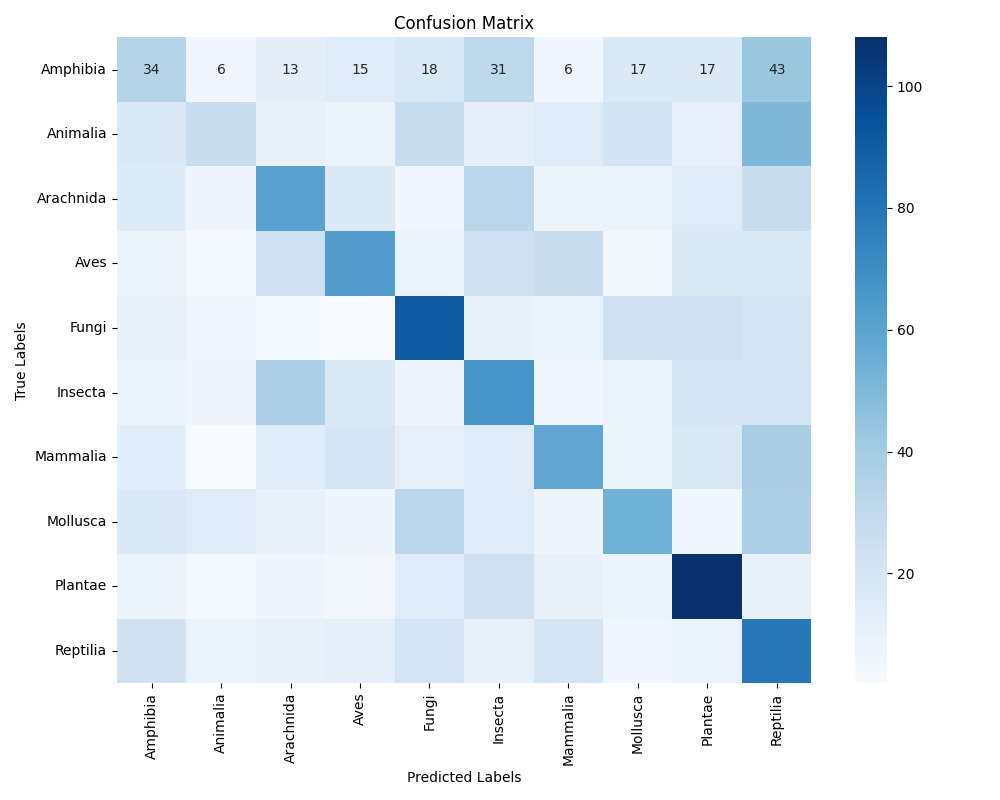 Confusion Matrix
Amphibia 34 6 13 15 18 31 6 17 17 43
Animalia
Arachnida
Aves
Fungi
Insecta
Mammalia
Mollusca
Plantae
Reptilia
True Labels
Amphibia Animalia Arachnida Aves Fungi Insecta Mammalia Mollusca Plantae Reptilia
Predicted Labels
100
80
60
40
20